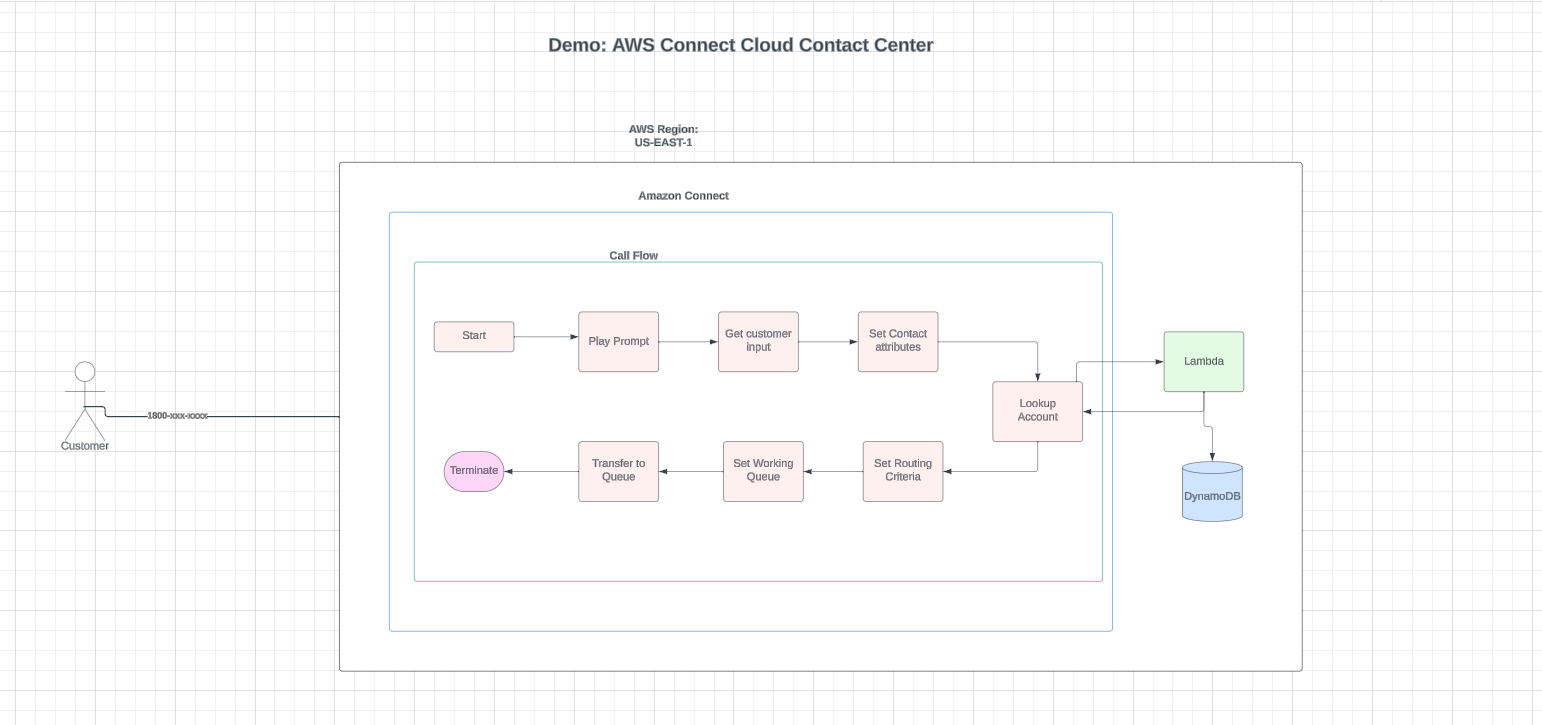 Demo: AWS Connect Cloud Contact Center
AWS Region:
US-EAST-1
Amazon Connect
Call Flow
Start
Play Prompt
Get customer
input
Set Contact
attributes
Lookup
Account
Lambda
1800-xxx-xxxx
Customer
Terminate
Transfer to
Queue
Set Working
Queue
Set Routing
Criteria
DynamoDB